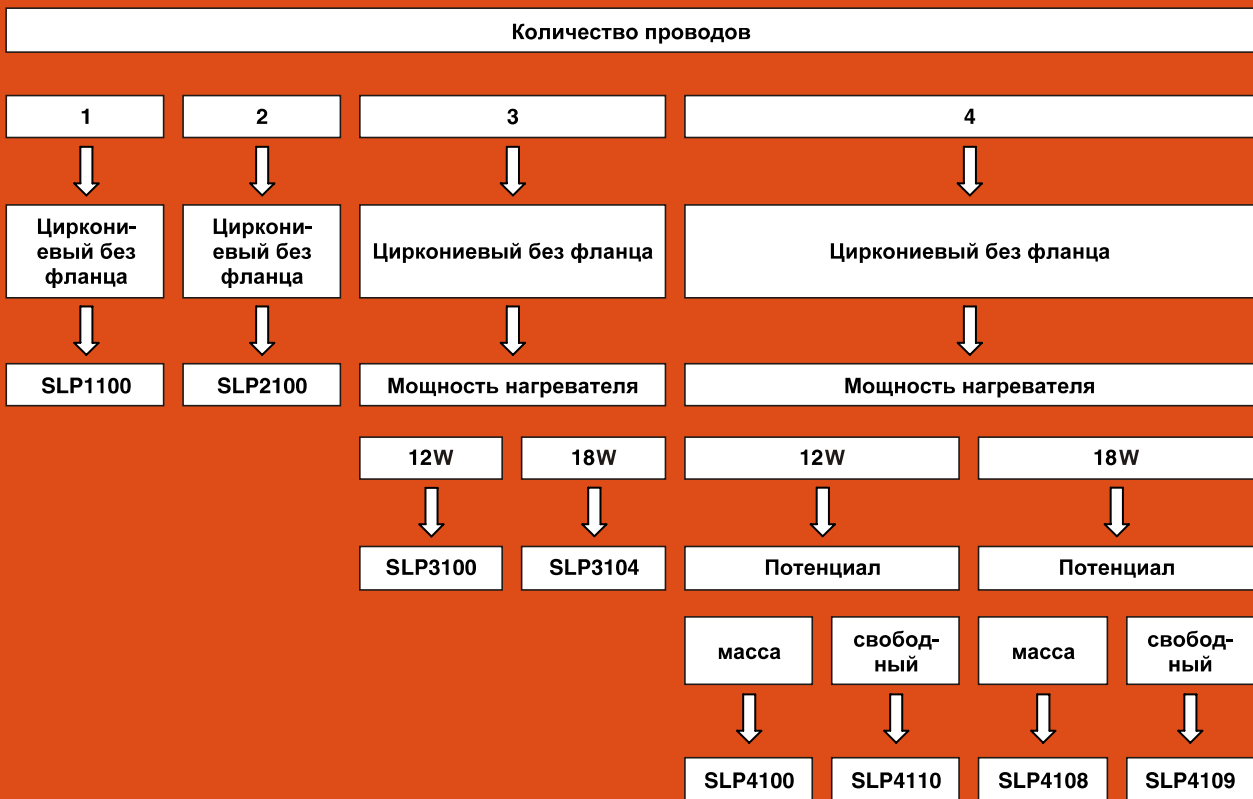 Количество проводов
1
2
3
4
Циркони-
евый без
фланца
Циркони-
евый без
фланца
Циркониевый без фланца
Циркониевый без фланца
SLP1100
SLP2100
Мощность нагревателя
Мощность нагревателя
12W
18W
12W
18W
SLP3100
SLP3104
Потенциал
Потенциал
масса
свобод-
ный
масса
свобод-
ный
SLP4100
SLP4110
SLP4108
SLP4109